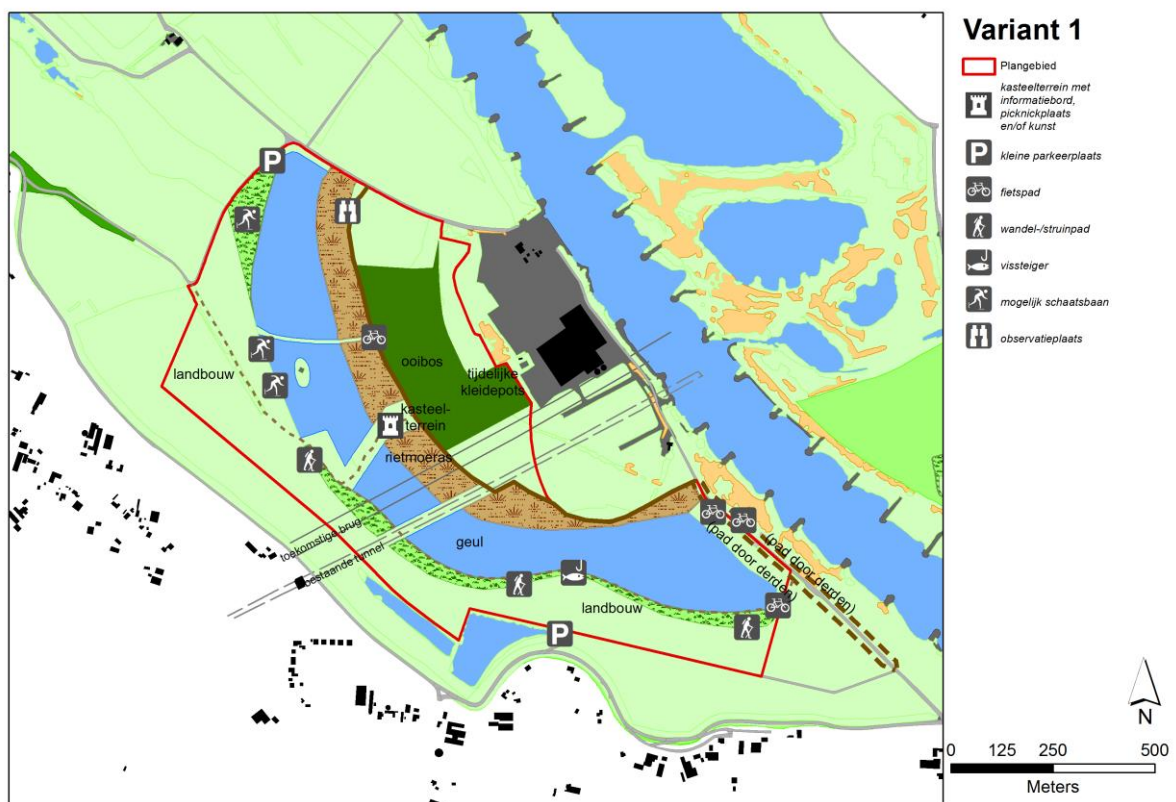 Variant 1
Plangebied
kasteelterrein met
informatiebord,
picknickplaats
en/of kunst
P
kleine parkeerplaats
fietspad
wandel-/struinpad
vissteiger
mogelijk schaatsbaan
observatieplaats
P
landbouw
ooibos
tijdelijke
kleidepots
kasteel-
terrein
rietmoeras
toekomstige brug
bestaande tunnel
geul
(pad door derden)
(pad door derden)
landbouw
P
N
0 125 250 500
Meters